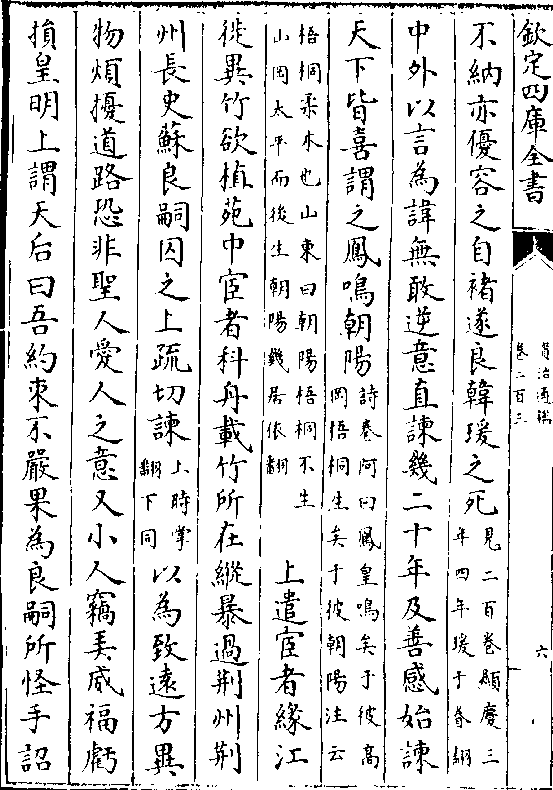 欽定四庫全書
資治通鑑
卷二百三
六
不納亦優容之自褚遂良韓瑗之死
見二百卷顯慶三
年四年瑗于眷翻
中外以言為諱無敢逆意直諫幾二十年及善感始諫
天下皆喜謂之鳳鳴朝陽
詩卷阿曰鳳皇鳴矣于彼高
岡梧桐生矣于彼朝陽注云
梧桐柔木也山東曰朝陽梧桐不生
山岡太平而後生朝陽幾居依翻
上遣宦者緣江
徙異竹欲植苑中宦者科舟載竹所在縱暴過荆州荆
州長史蘇良嗣囚之上疏切諫
上時掌
翻下同
以為致遠方異
物煩擾道路恐非聖人愛人之意又小人竊弄威福虧
損皇明上謂天后曰吾約束不嚴果為良嗣所怪手詔